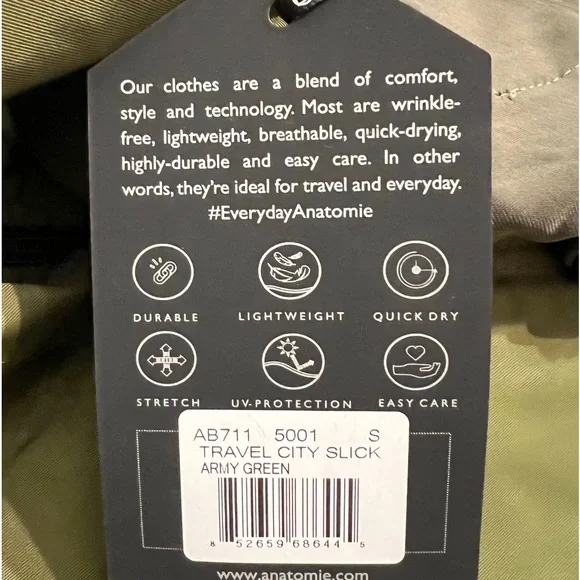 Our clothes are a blend of comfort,
style and technology. Most are wrinkle-
free, lightweight, breathable, quick-drying,
highly-durable and easy care. In other
words, they're ideal for travel and everyday.
#EverydayAnatomie
DURABLE LIGHTWEIGHT QUICK DRY
STRETCH UV-PROTECTION EASY CARE
AB711 5001 S
TRAVEL CITY SLICK
ARMY GREEN
8 52659 68644 5
www.anatomie.com